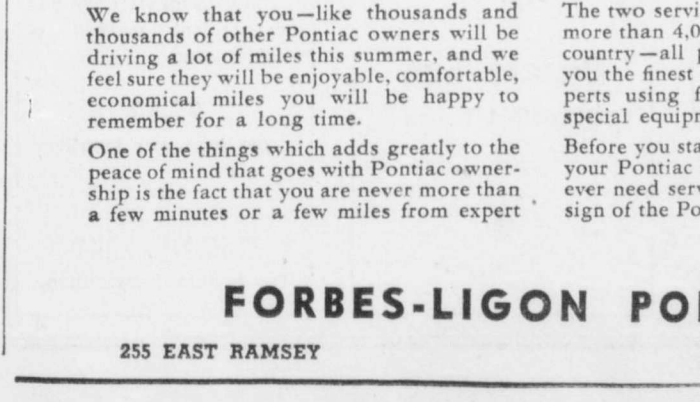 We know that you—like thousands and
thousands of other Pontiac owners will be
driving a lot of miles this summer, and we
feel sure they will be enjoyable, comfortable,
economical miles you will be happy to
remember for a long time.
One of the things which adds greatly to the
peace of mind that goes with Pontiac owner-
ship is the fact that you are never more than
a few minutes or a few miles from expert
The two servi
more than 4,0
country—all
you the finest
perts using f
special equipr
Before you sta
your Pontiac
ever need serv
sign of the Po
FORBES-LIGON PO
255 EAST RAMSEY